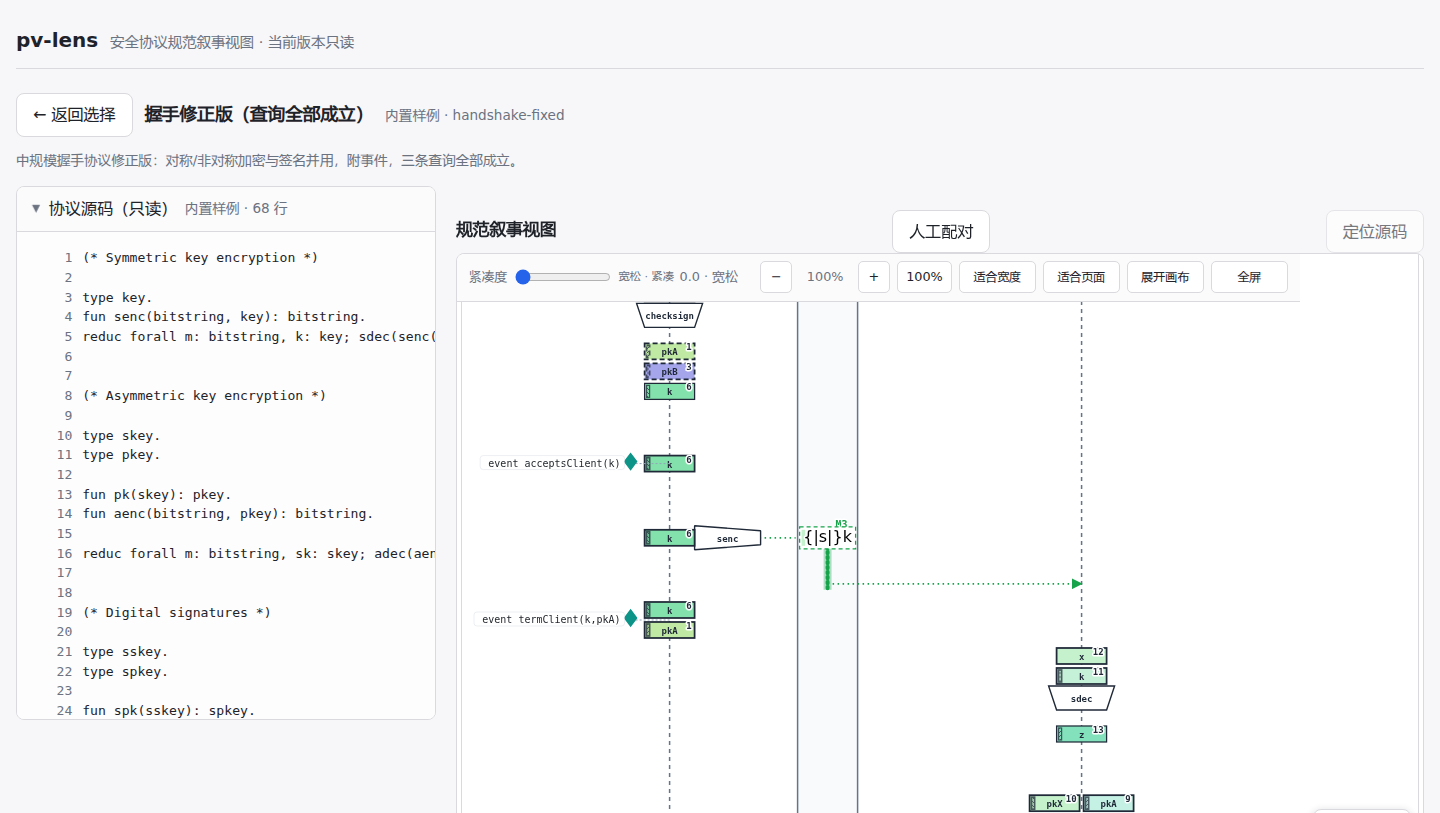 pv-lens 安全协议规范叙事视图 · 当前版本只读
← 返回选择 握手修正版（查询全部成立） 内置样例 · handshake-fixed
中规模握手协议修正版：对称/非对称加密与签名并用，附事件，三条查询全部成立。
▼ 协议源码（只读） 内置样例 · 68 行
1 (* Symmetric key encryption *)
2
3 type key.
4 fun senc(bitstring, key): bitstring.
5 reduc forall m: bitstring, k: key; sdec(senc(
6
7
8 (* Asymmetric key encryption *)
9
10 type skey.
11 type pkey.
12
13 fun pk(skey): pkey.
14 fun aenc(bitstring, pkey): bitstring.
15
16 reduc forall m: bitstring, sk: skey; adec(aen
17
18
19 (* Digital signatures *)
20
21 type sskey.
22 type spkey.
23
24 fun spk(sskey): spkey.
规范叙事视图 人工配对 定位源码
紧凑度 宽松 · 紧凑 0.0 · 宽松 − 100% + 100% 适合宽度 适合页面 展开画布 全屏
checksign
pkA 1
pkB 3
k 6
event acceptsClient(k) k 6
k 6 senc M3 {|s|}k
event termClient(k,pkA) k 6
pkA 1
x 12
k 11
sdec
z 13
pkX 10 pkA 9